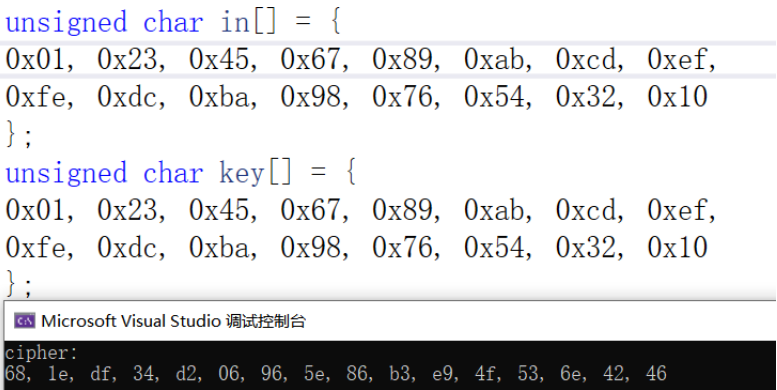 unsigned char in[] = {
0x01, 0x23, 0x45, 0x67, 0x89, 0xab, 0xcd, 0xef,
0xfe, 0xdc, 0xba, 0x98, 0x76, 0x54, 0x32, 0x10
};
unsigned char key[] = {
0x01, 0x23, 0x45, 0x67, 0x89, 0xab, 0xcd, 0xef,
0xfe, 0xdc, 0xba, 0x98, 0x76, 0x54, 0x32, 0x10
};
Microsoft Visual Studio 调试控制台
cipher:
68, 1e, df, 34, d2, 06, 96, 5e, 86, b3, e9, 4f, 53, 6e, 42, 46